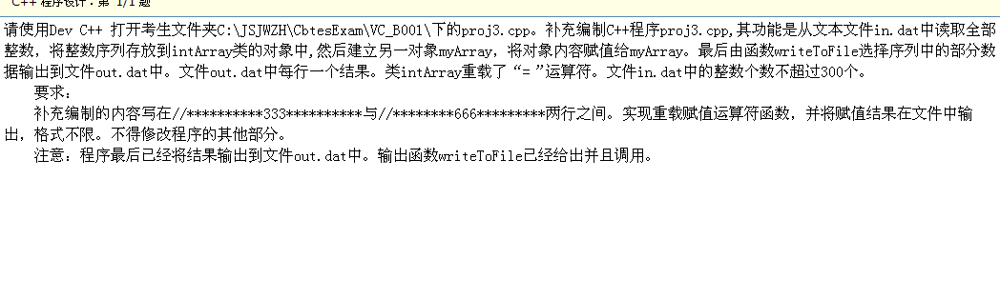 C++ 程序设计：第 1/1 题
请使用Dev C++ 打开考生文件夹C:\JSJWZH\CbtesExam\VC_B001\下的proj3.cpp。补充编制C++程序proj3.cpp,其功能是从文本文件in.dat中读取全部
整数，将整数序列存放到intArray类的对象中,然后建立另一对象myArray，将对象内容赋值给myArray。最后由函数writeToFile选择序列中的部分数
据输出到文件out.dat中。文件out.dat中每行一个结果。类intArray重载了“=”运算符。文件in.dat中的整数个数不超过300个。
要求：
补充编制的内容写在//**********333**********与//********666*********两行之间。实现重载赋值运算符函数，并将赋值结果在文件中输
出，格式不限。不得修改程序的其他部分。
注意：程序最后已经将结果输出到文件out.dat中。输出函数writeToFile已经给出并且调用。